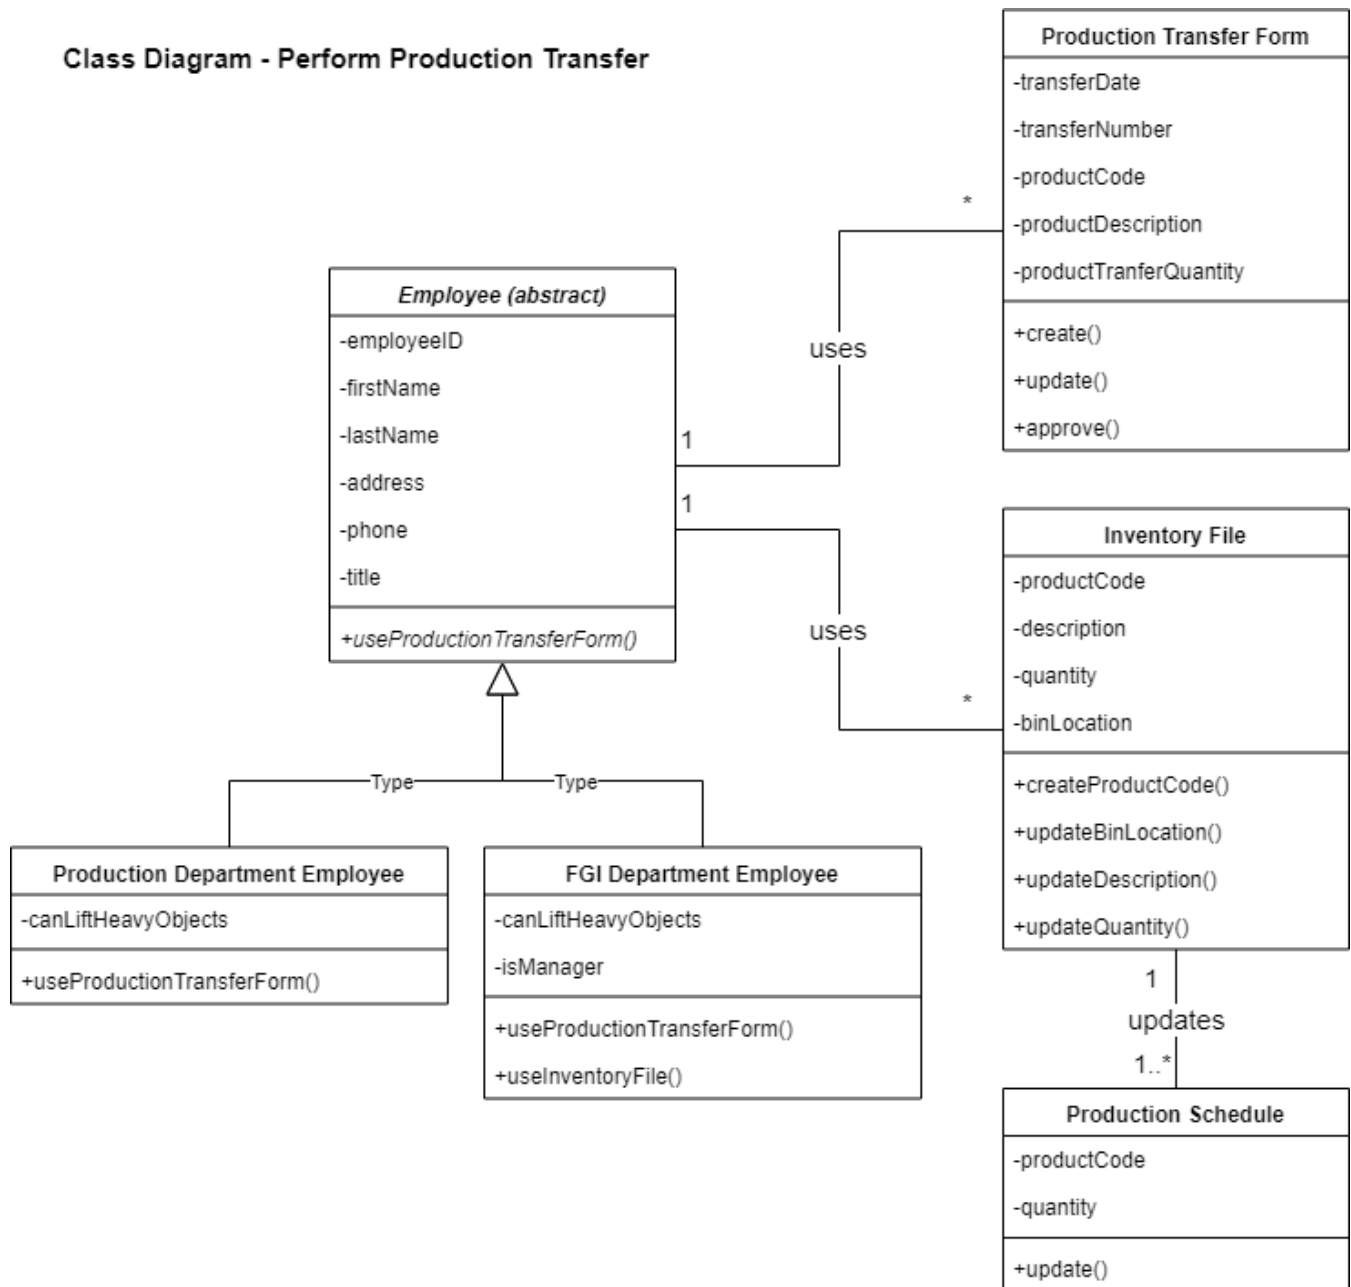 Class Diagram - Perform Production Transfer
Production Transfer Form
-transferDate
-transferNumber
-productCode
-productDescription
-productTranferQuantity
+create()
+update()
+approve()
*
uses
1
Employee (abstract)
-employeeID
-firstName
-lastName
-address
-phone
-title
+useProductionTransferForm()
1
uses
*
Inventory File
-productCode
-description
-quantity
-binLocation
+createProductCode()
+updateBinLocation()
+updateDescription()
+updateQuantity()
Type
Type
Production Department Employee
-canLiftHeavyObjects
+useProductionTransferForm()
FGI Department Employee
-canLiftHeavyObjects
-isManager
+useProductionTransferForm()
+useInventoryFile()
1
updates
1..*
Production Schedule
-productCode
-quantity
+update()